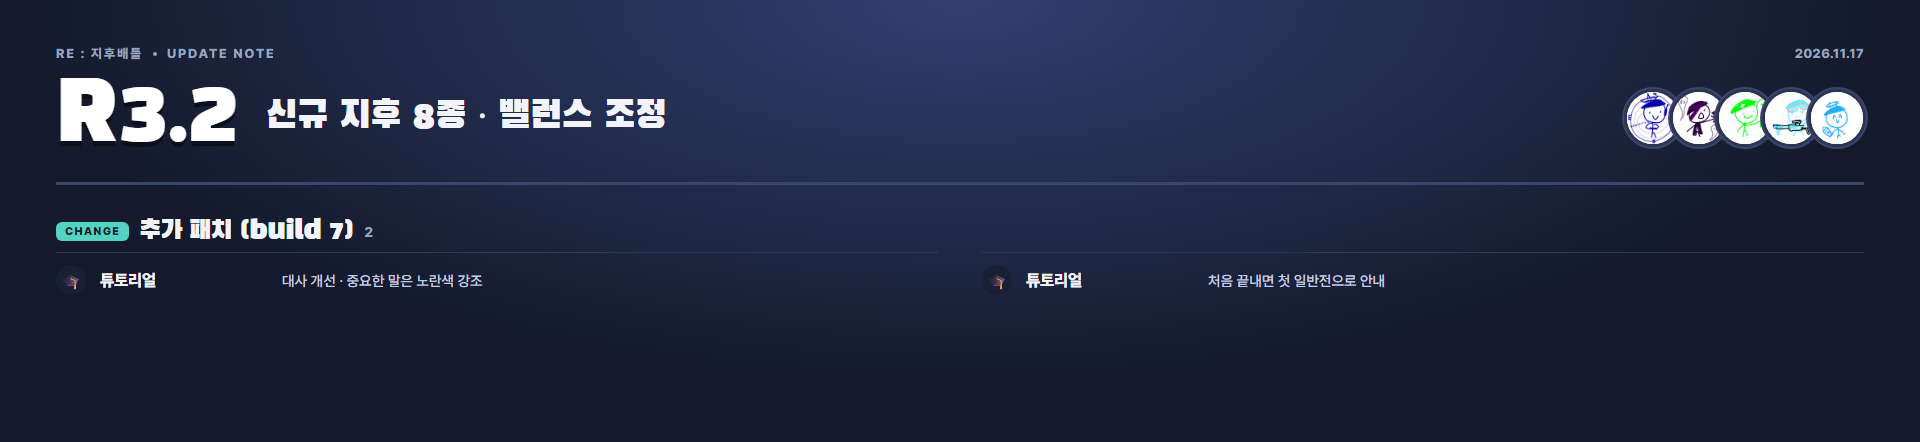 RE : 지후배틀 • UPDATE NOTE
2026.11.17
R3.2 신규 지후 8종 · 밸런스 조정
CHANGE 추가 패치 (build 7) 2
튜토리얼 대사 개선 · 중요한 말은 노란색 강조
튜토리얼 처음 끝내면 첫 일반전으로 안내